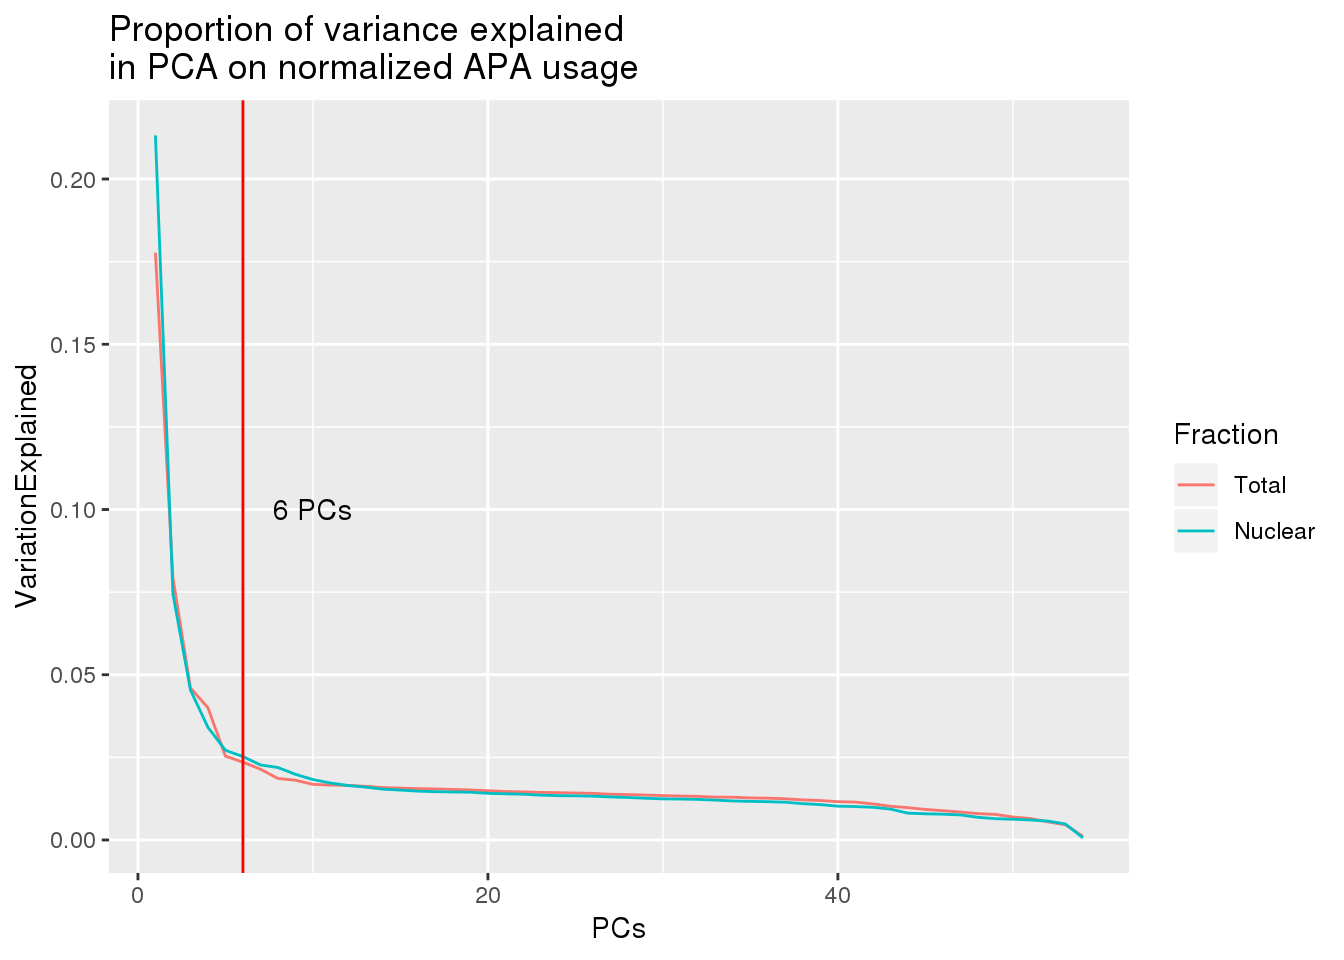 Proportion of variance explained
in PCA on normalized APA usage
VariationExplained
0.20
0.15
0.10
0.05
0.00
6 PCs
0
20
40
PCs
Fraction
Total
Nuclear